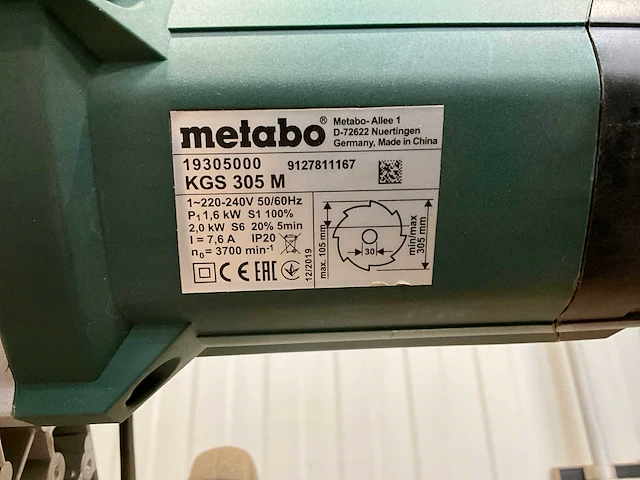 metabo®
Metabo-Allee 1
D-72622 Nuertingen
Germany, Made in China
19305000 9127811167
KGS 305 M
1~220-240V 50/60Hz
P₁ 1,6 kW S1 100%
2,0 kW S6 20% 5min
I = 7,6 A IP20
n₀= 3700 min⁻¹
CE EAC
12/2019
max. 105 mm
30
min/max
305 mm